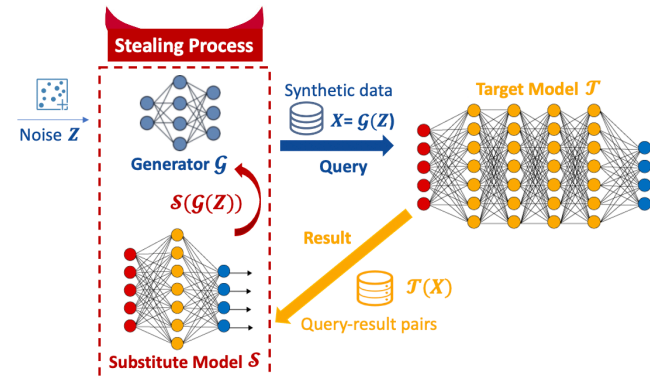 Stealing Process
Noise Z
Generator 𝒢
Synthetic data
X= 𝒢(Z)
Query
Target Model 𝒯
𝒮(𝒢(Z))
Result
𝒯(X)
Query-result pairs
Substitute Model 𝒮